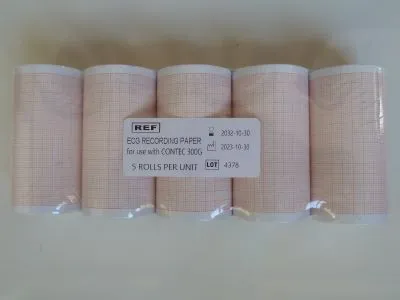 REF
ECG RECORDING PAPER
for use with CONTEC 300G
5 ROLLS PER UNIT
2032-10-30
2023-10-30
LOT 4378